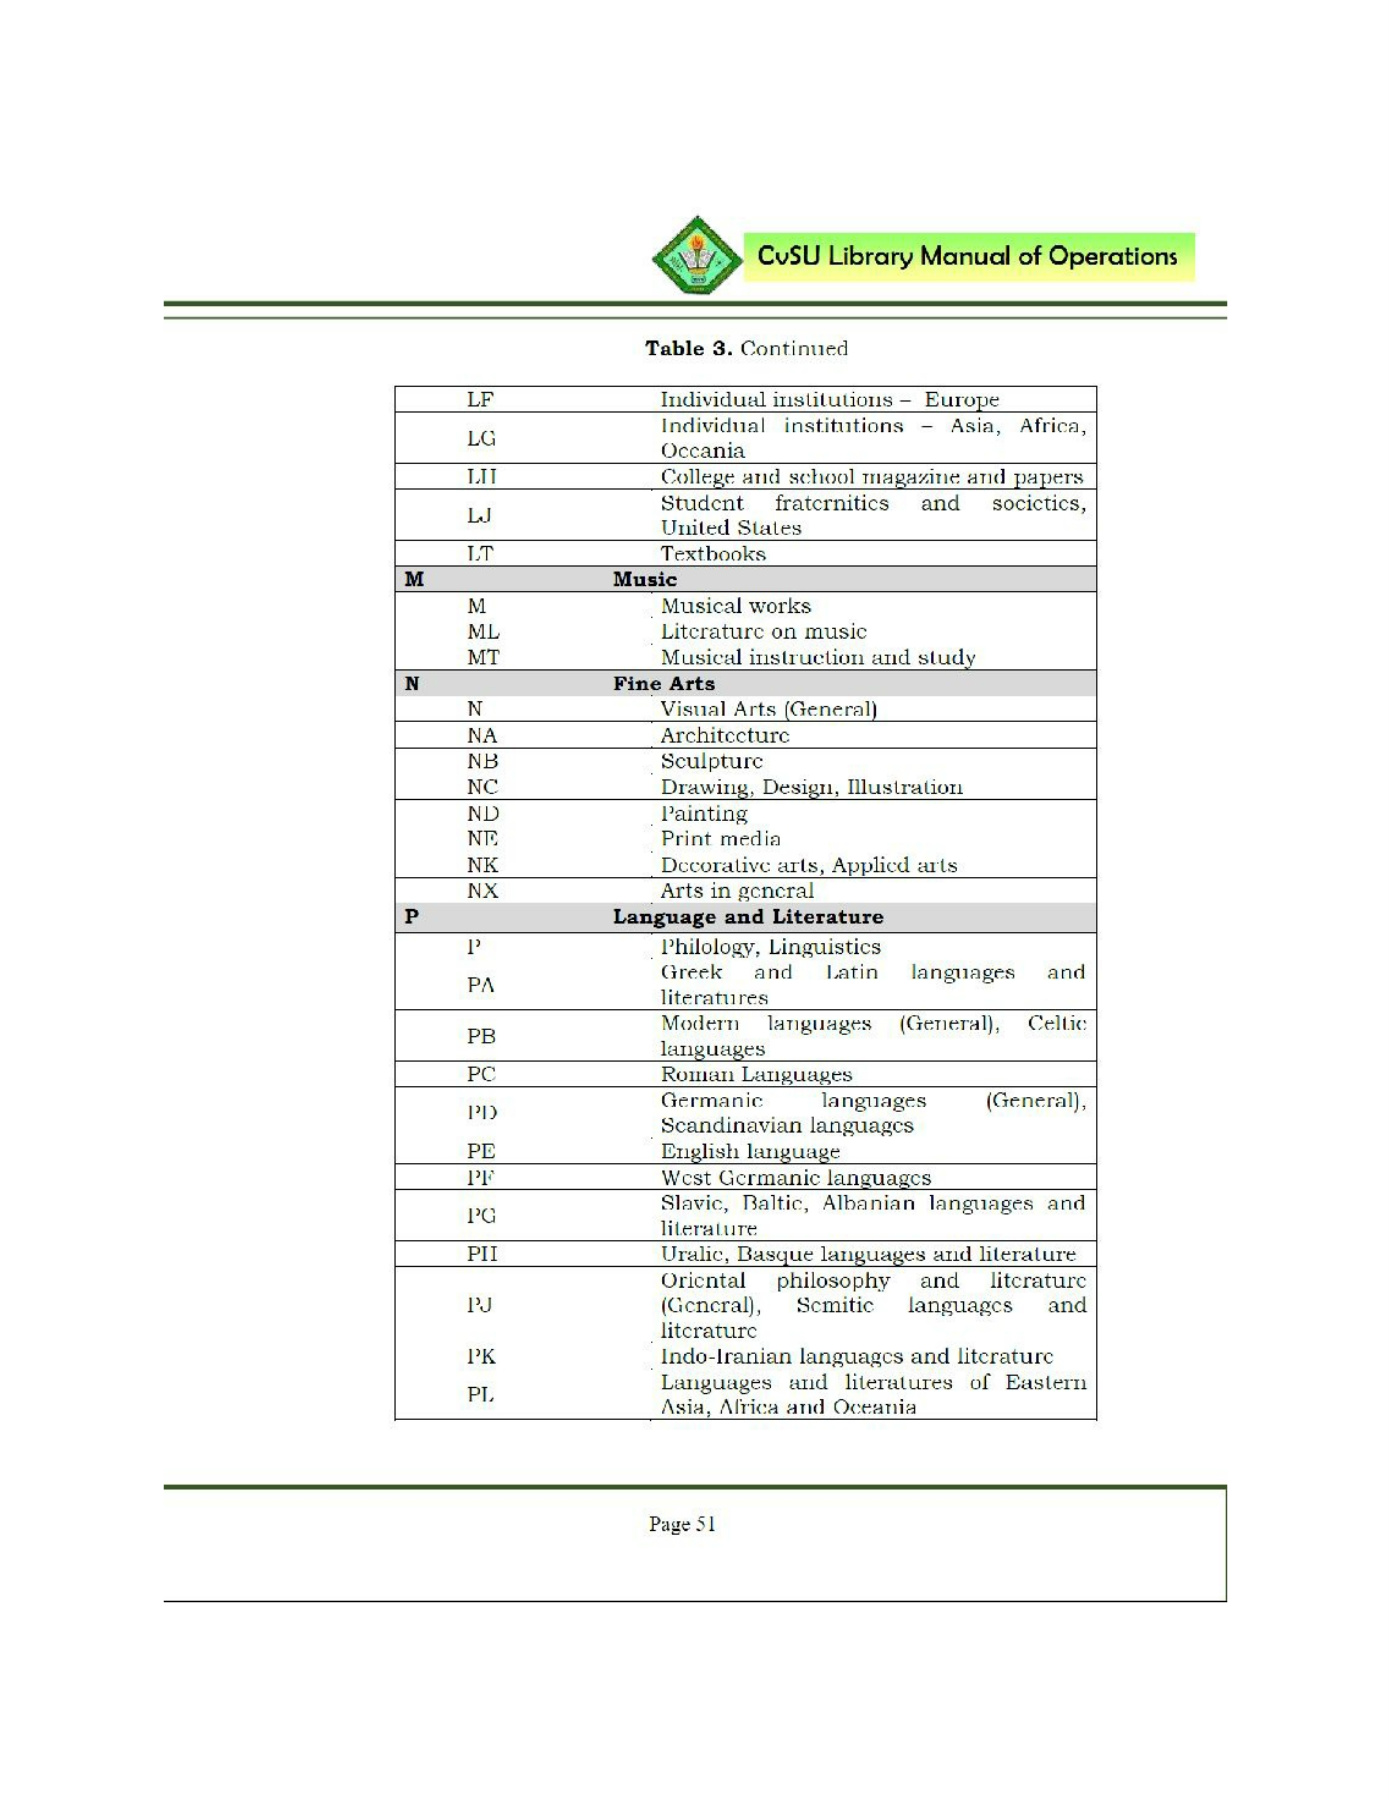 CvSU Library Manual of Operations
Table 3. Continued
LF Individual institutions – Europe
LG Individual institutions – Asia, Africa,
Oceania
LH College and school magazine and papers
LJ Student fraternities and societies,
United States
LT Textbooks
M Music
M Musical works
ML Literature on music
MT Musical instruction and study
N Fine Arts
N Visual Arts (General)
NA Architecture
NB Sculpture
NC Drawing, Design, Illustration
ND Painting
NE Print media
NK Decorative arts, Applied arts
NX Arts in general
P Language and Literature
P Philology, Linguistics
PA Greek and Latin languages and
literatures
PB Modern languages (General), Celtic
languages
PC Roman Languages
PD Germanic languages (General),
Scandinavian languages
PE English language
PF West Germanic languages
PG Slavic, Baltic, Albanian languages and
literature
PH Uralic, Basque languages and literature
PJ Oriental philosophy and literature
(General), Semitic languages and
literature
PK Indo-Iranian languages and literature
PL Languages and literatures of Eastern
Asia, Africa and Oceania
Page 51